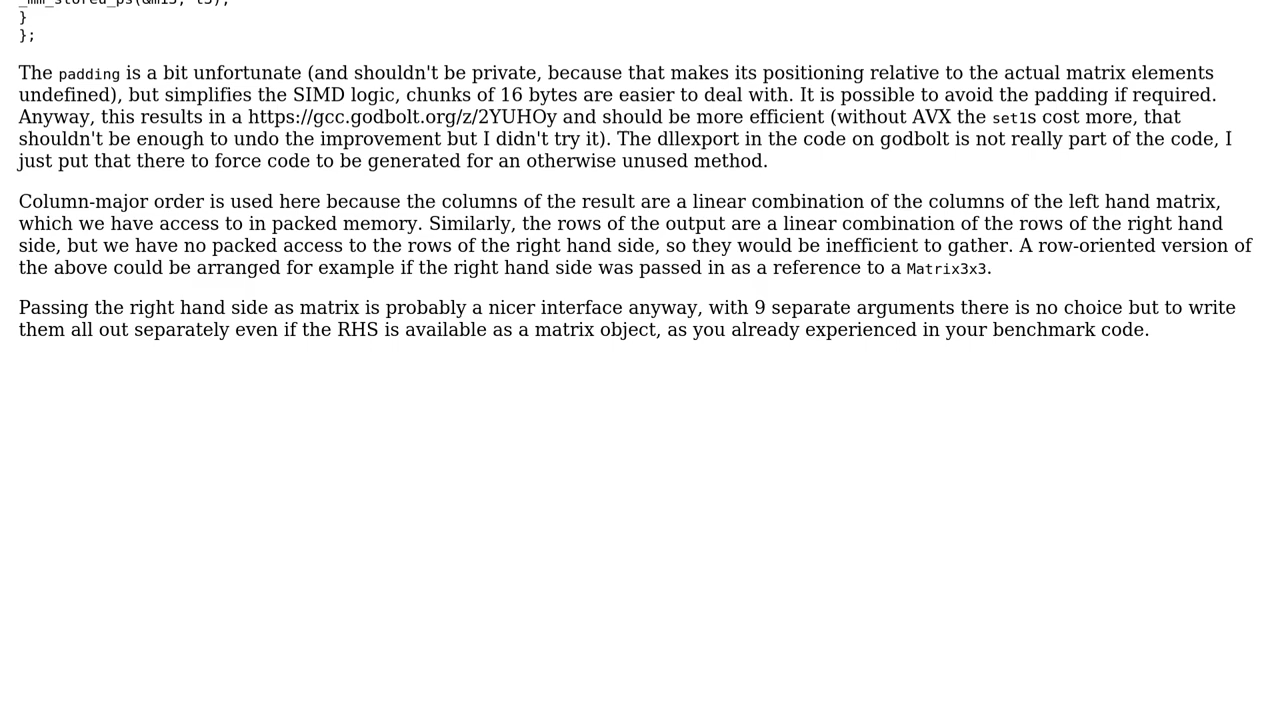 }
};
The padding is a bit unfortunate (and shouldn't be private, because that makes its positioning relative to the actual matrix elements
undefined), but simplifies the SIMD logic, chunks of 16 bytes are easier to deal with. It is possible to avoid the padding if required.
Anyway, this results in a https://gcc.godbolt.org/z/2YUHOy and should be more efficient (without AVX the set1s cost more, that
shouldn't be enough to undo the improvement but I didn't try it). The dllexport in the code on godbolt is not really part of the code, I
just put that there to force code to be generated for an otherwise unused method.
Column-major order is used here because the columns of the result are a linear combination of the columns of the left hand matrix,
which we have access to in packed memory. Similarly, the rows of the output are a linear combination of the rows of the right hand
side, but we have no packed access to the rows of the right hand side, so they would be inefficient to gather. A row-oriented version of
the above could be arranged for example if the right hand side was passed in as a reference to a Matrix3x3.
Passing the right hand side as matrix is probably a nicer interface anyway, with 9 separate arguments there is no choice but to write
them all out separately even if the RHS is available as a matrix object, as you already experienced in your benchmark code.